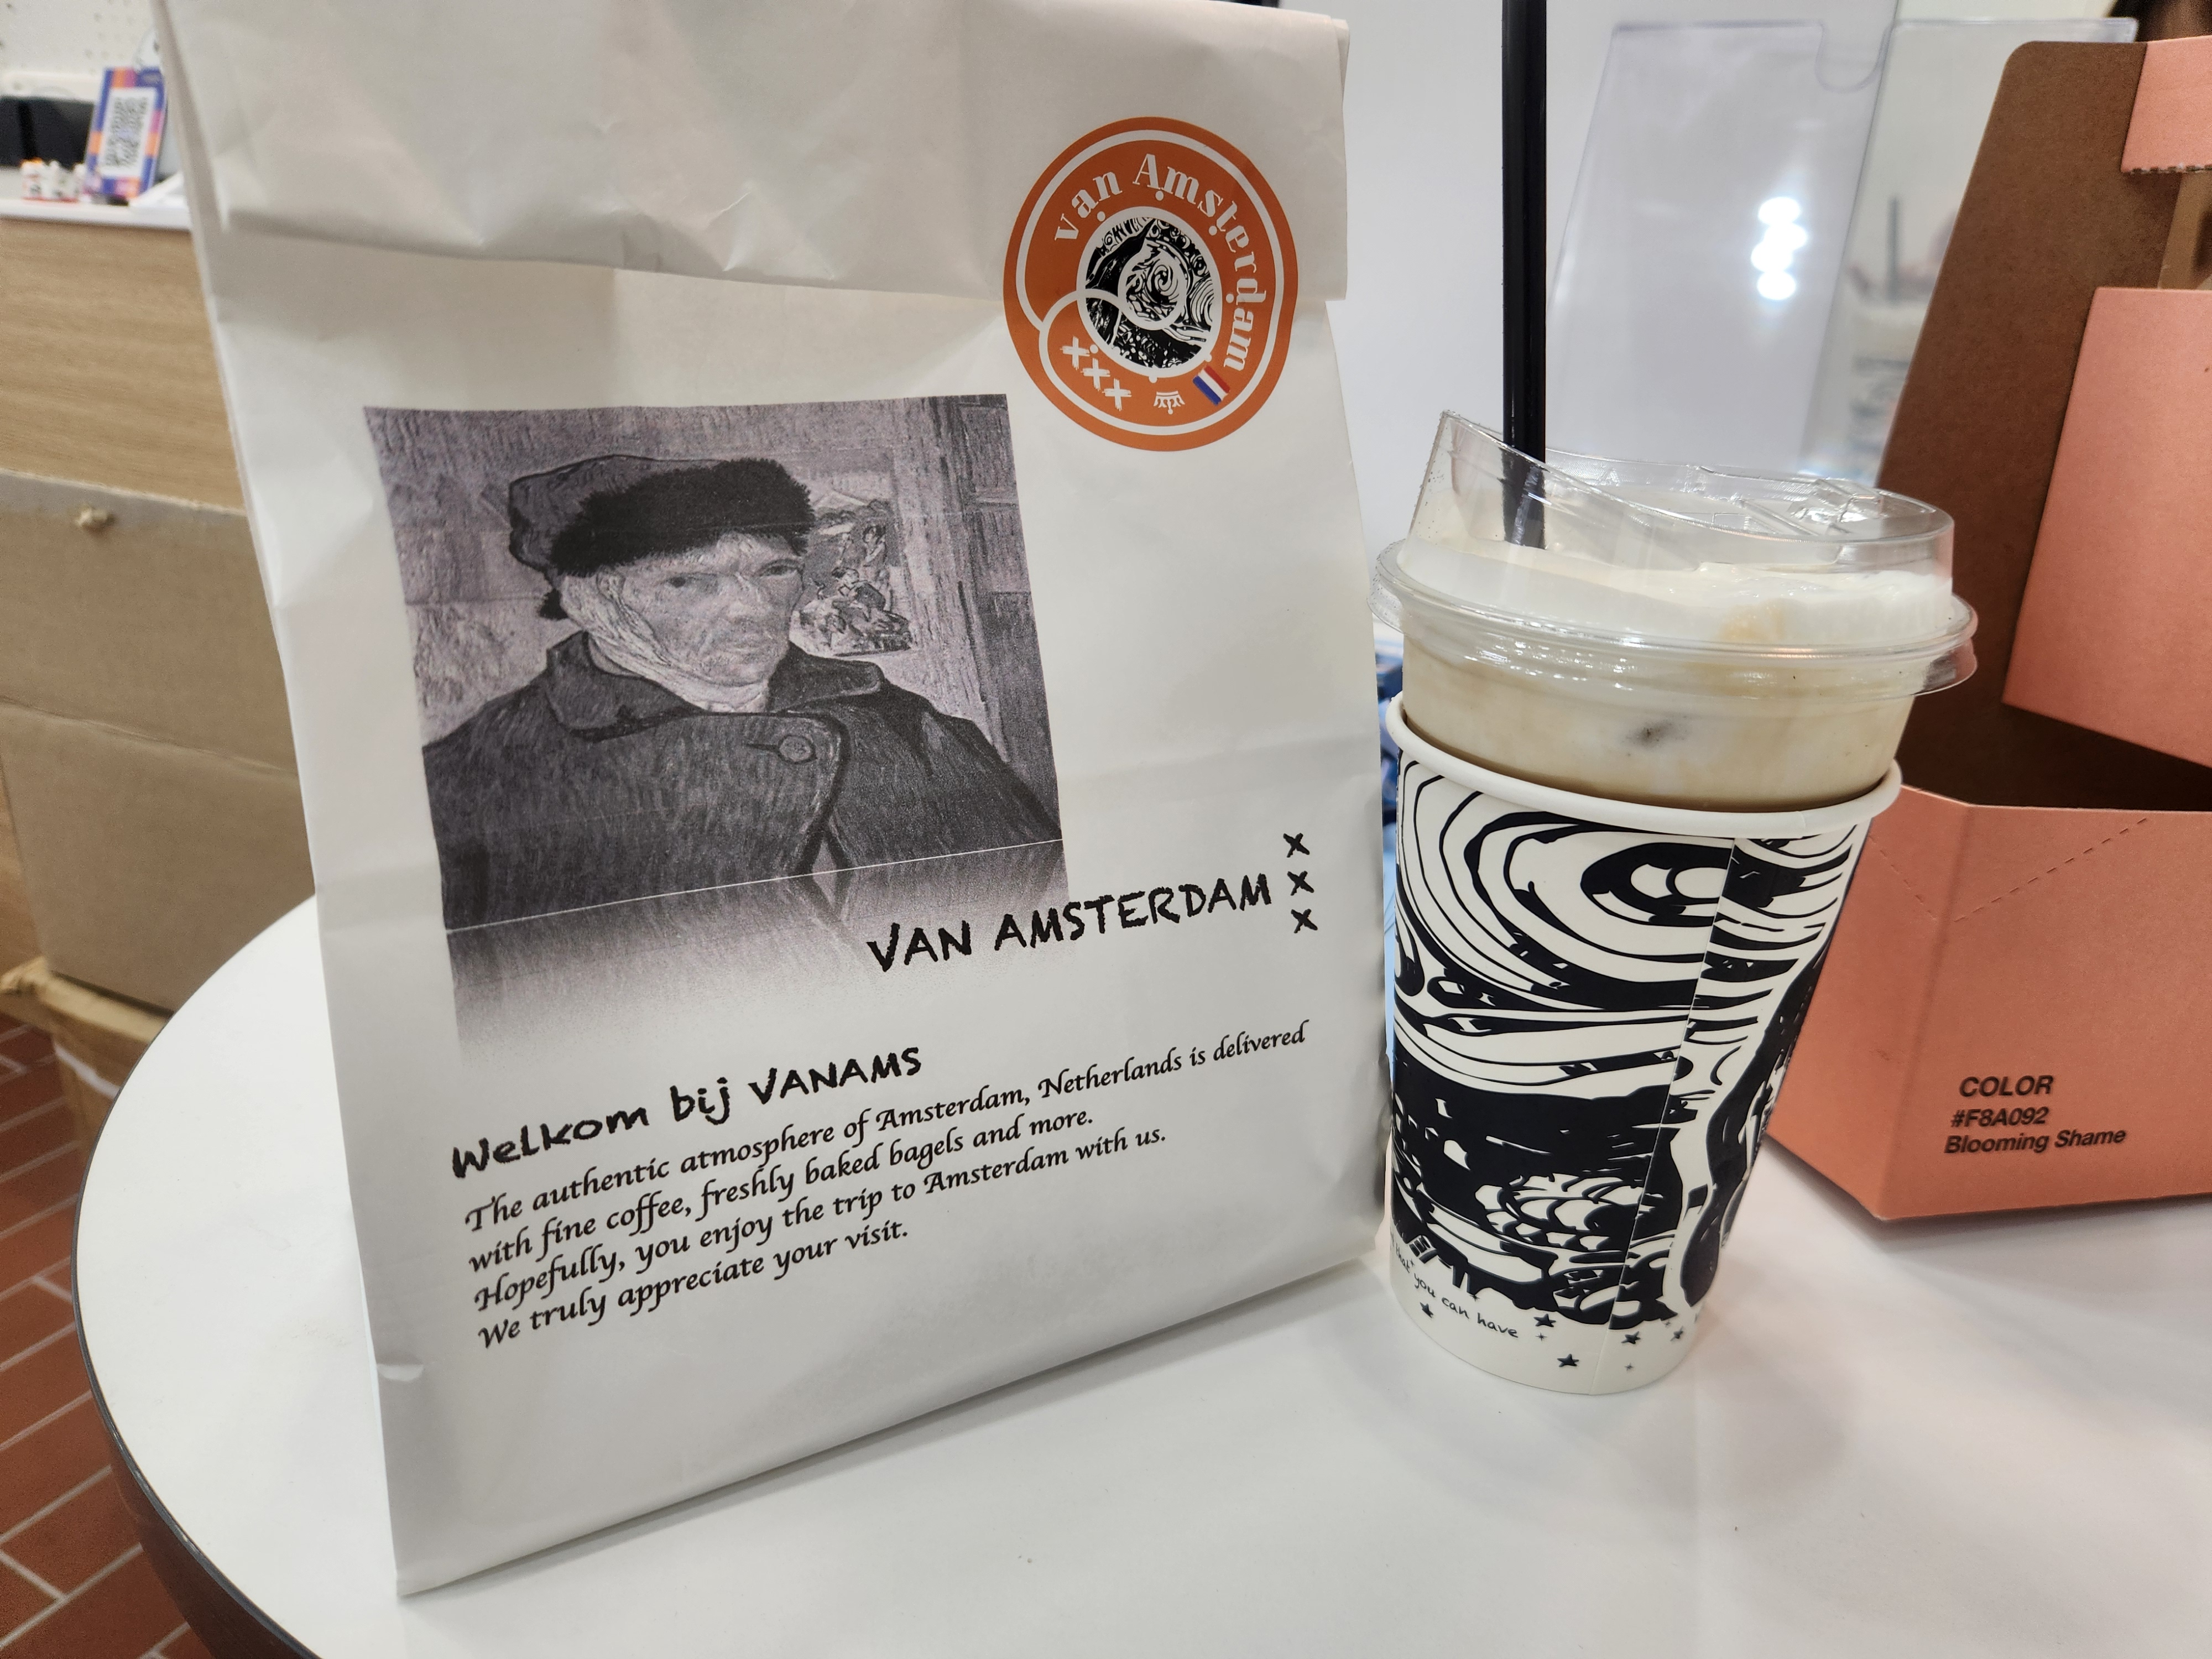 Van Amsterdam
VAN AMSTERDAM
XXX
Welkom bij VANAMS
The authentic atmosphere of Amsterdam, Netherlands is delivered
with fine coffee, freshly baked bagels and more.
Hopefully, you enjoy the trip to Amsterdam with us.
We truly appreciate your visit.
you can have
COLOR
#F8A092
Blooming Shame